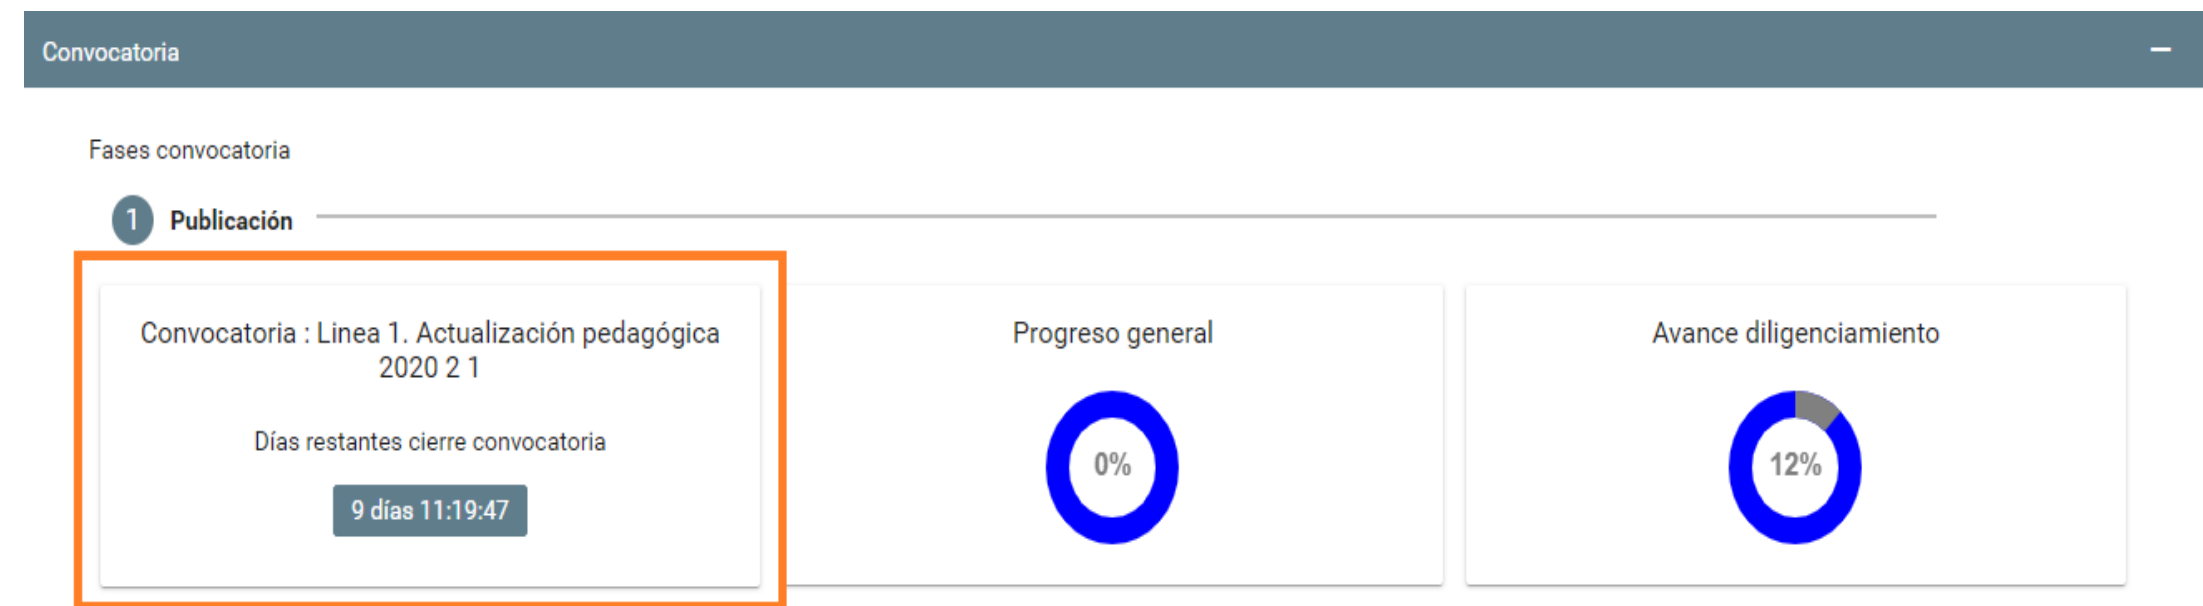 Convocatoria
Fases convocatoria
1 Publicación
Convocatoria : Linea 1. Actualización pedagógica
2020 2 1
Días restantes cierre convocatoria
9 días 11:19:47
Progreso general
0%
Avance diligenciamiento
12%